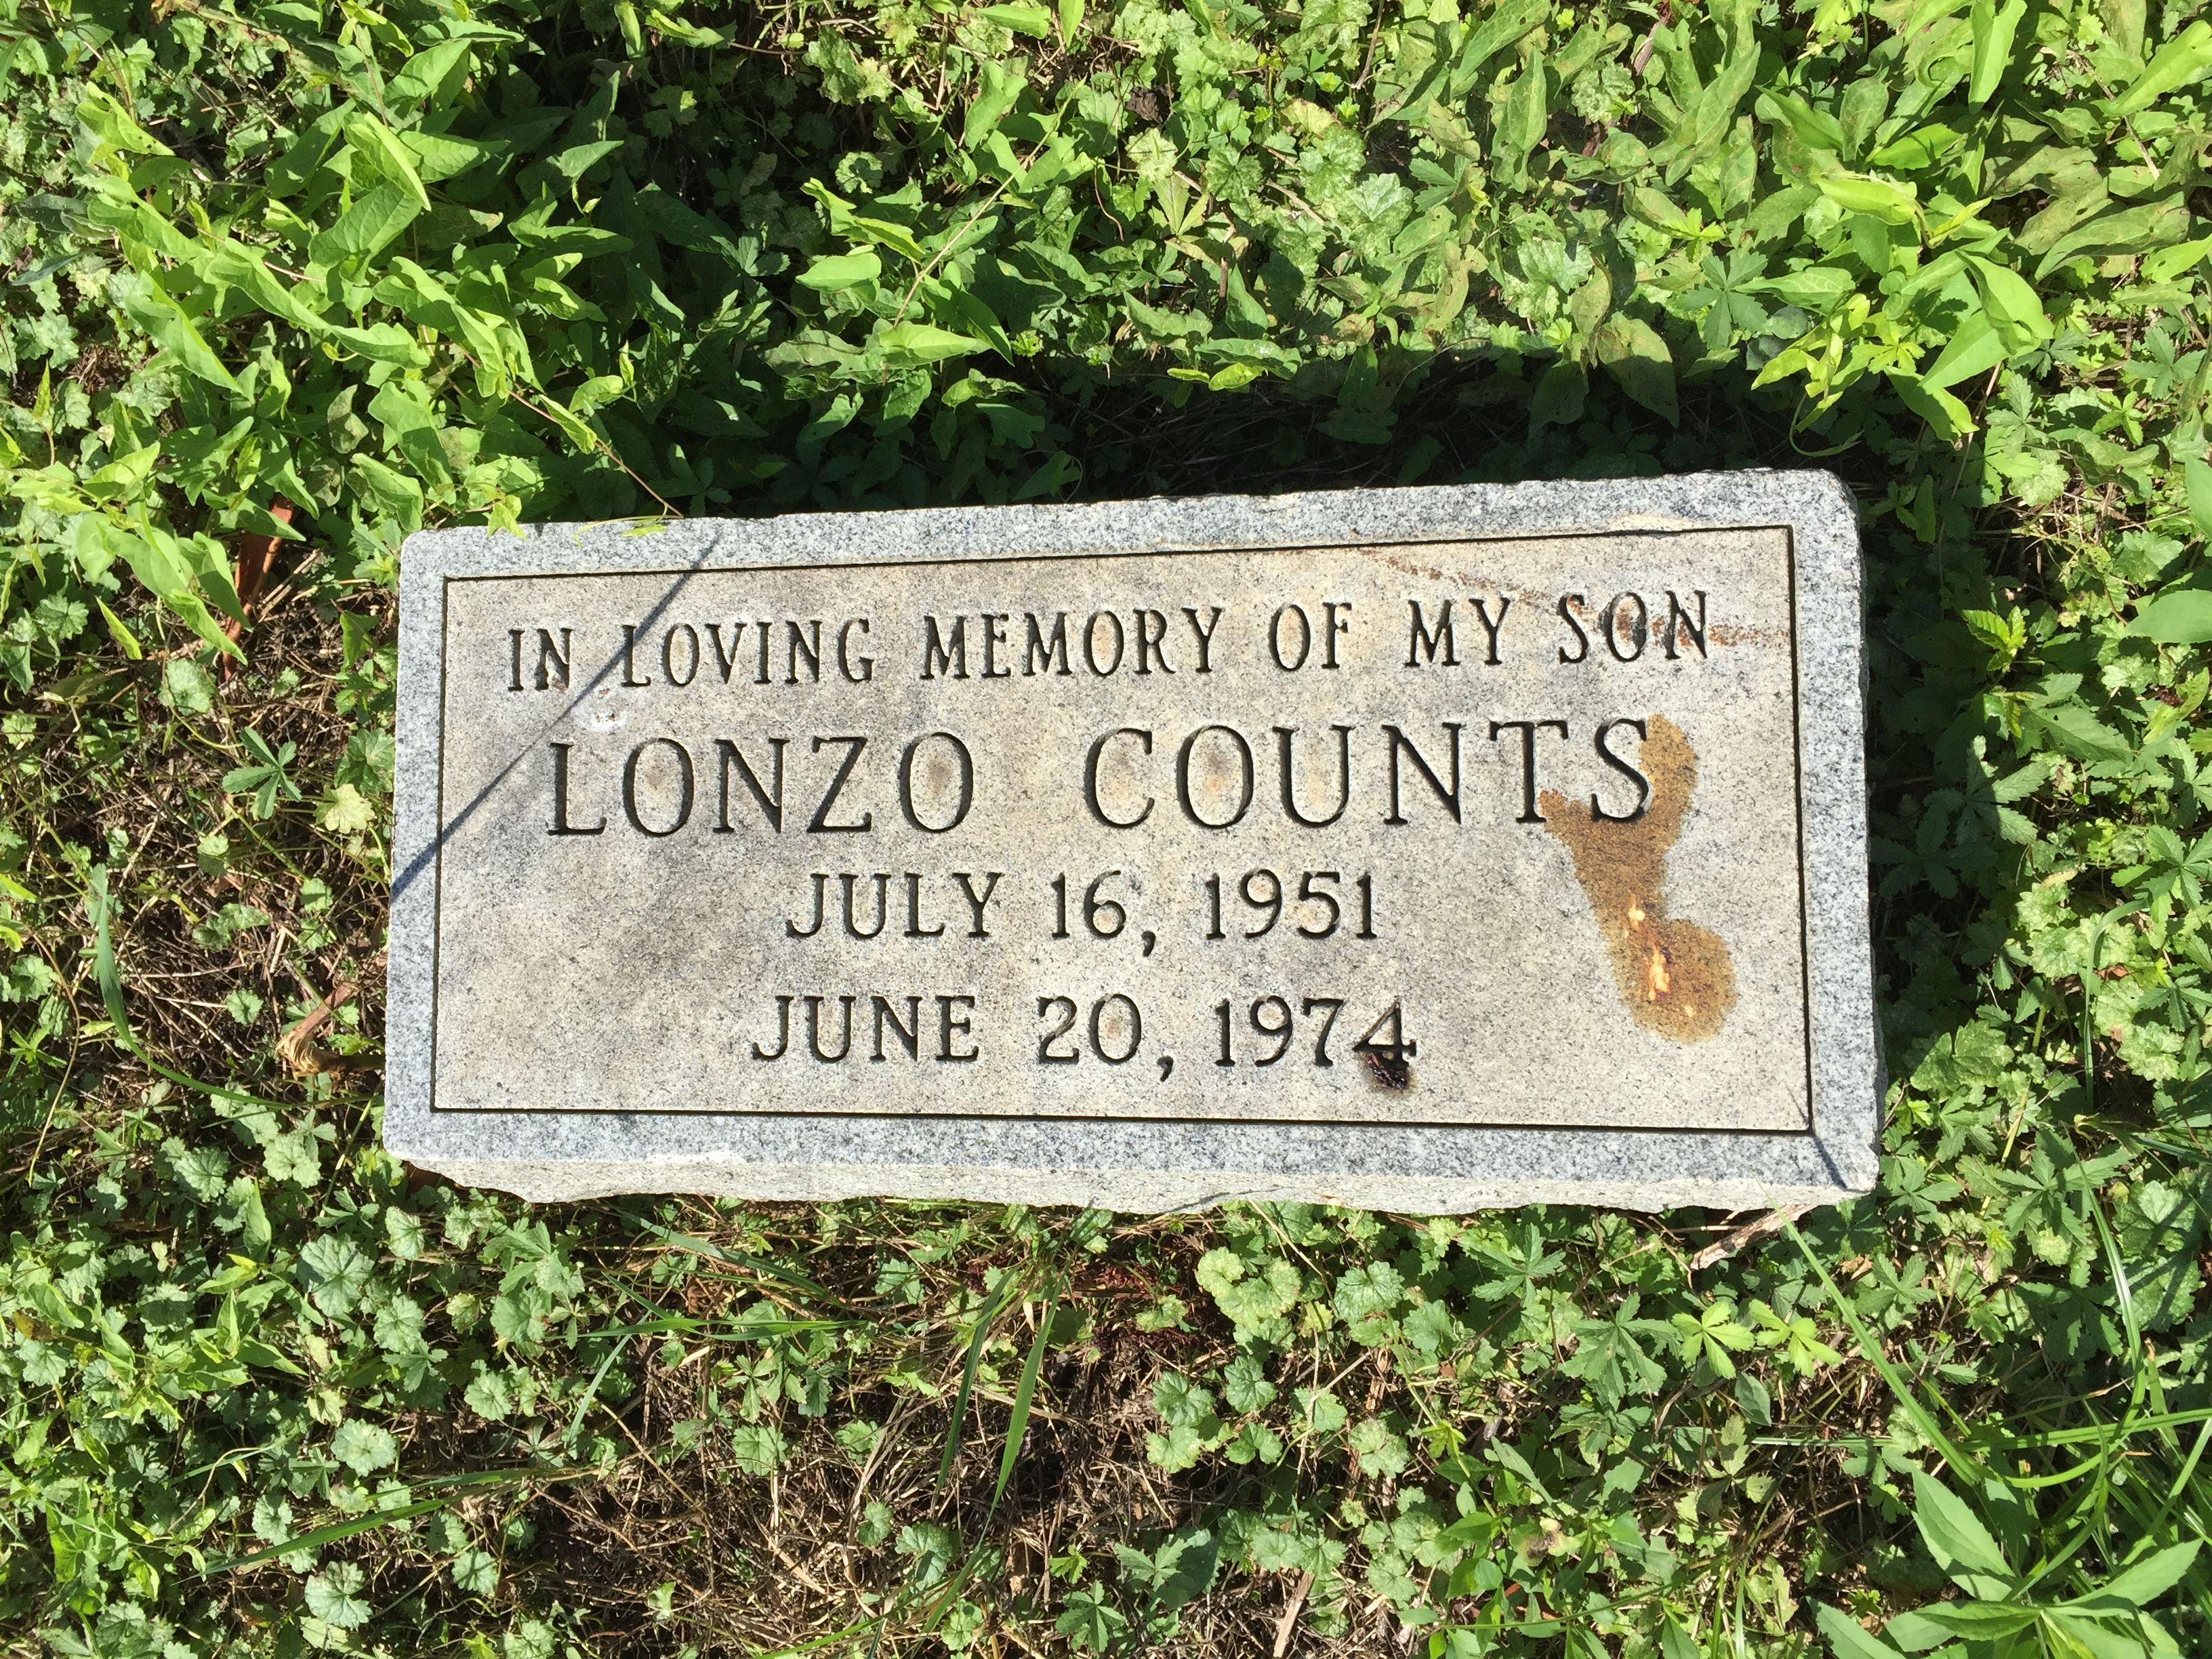 IN LOVING MEMORY OF MY SON
LONZO COUNTS
JULY 16, 1951
JUNE 20, 1974